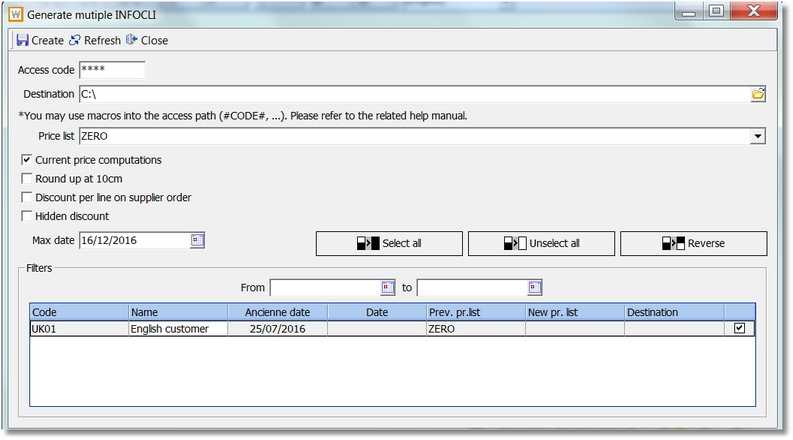 Generate mutiple INFOCLI
Create Refresh Close
Access code ****
Destination C:\
*You may use macros into the access path (#CODE#, ...). Please refer to the related help manual.
Price list ZERO
Current price computations
Round up at 10cm
Discount per line on supplier order
Hidden discount
Max date 16/12/2016 Select all Unselect all Reverse
Filters
From to
Code Name Ancienne date Date Prev. pr.list New pr. list Destination
UK01 English customer 25/07/2016 ZERO